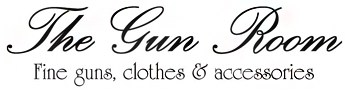 The Gun Room
Fine guns, clothes & accessories